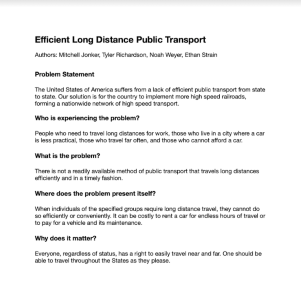 Efficient Long Distance Public Transport
Authors: Mitchell Jonker, Tyler Richardson, Noah Weyer, Ethan Strain
Problem Statement
The United States of America suffers from a lack of efficient public transport from state
to state. Our solution is for the country to implement more high speed railroads,
forming a nationwide network of high speed transport.
Who is experiencing the problem?
People who need to travel long distances for work, those who live in a city where a car
is less practical, those who travel far often, and those who cannot afford a car.
What is the problem?
There is not a readily available method of public transport that travels long distances
efficiently and in a timely fashion.
Where does the problem present itself?
When individuals of the specified groups require long distance travel, they cannot do
so efficiently or conveniently. It can be costly to rent a car for endless hours of travel or
to pay for a vehicle and its maintenance.
Why does it matter?
Everyone, regardless of status, has a right to easily travel near and far. One should be
able to travel throughout the States as they please.